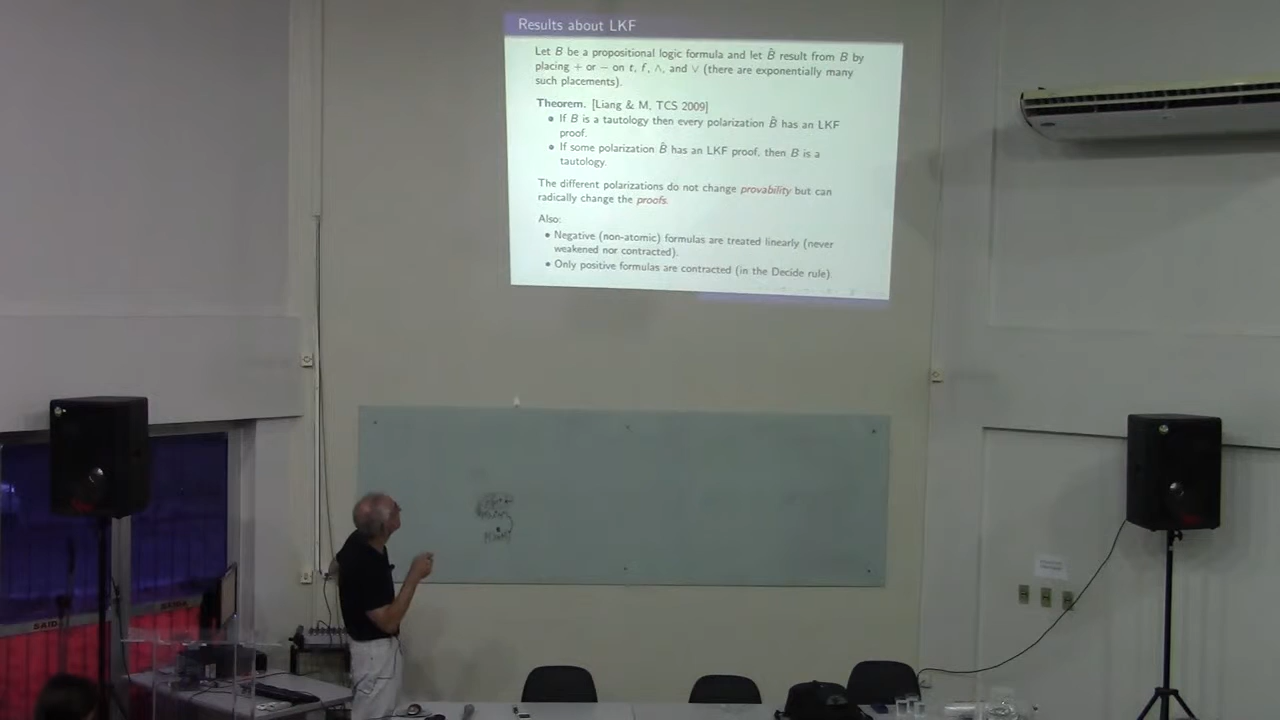 Results about LKF
Let B be a propositional logic formula and let B̂ result from B by
placing + or − on t, f, ∧, and ∨ (there are exponentially many
such placements).
Theorem. [Liang & M, TCS 2009]
• If B is a tautology then every polarization B̂ has an LKF
proof.
• If some polarization B̂ has an LKF proof, then B is a
tautology.
The different polarizations do not change provability but can
radically change the proofs.
Also:
• Negative (non-atomic) formulas are treated linearly (never
weakened nor contracted).
• Only positive formulas are contracted (in the Decide rule).